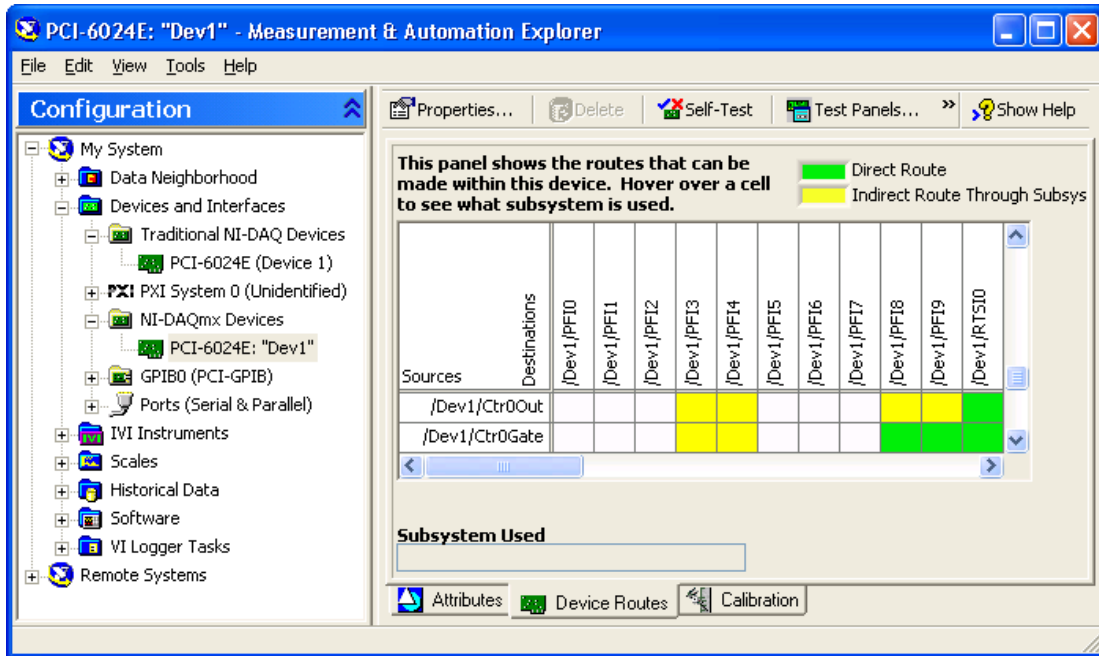 PCI-6024E: "Dev1" - Measurement & Automation Explorer
File Edit View Tools Help
Configuration
My System
Data Neighborhood
Devices and Interfaces
Traditional NI-DAQ Devices
PCI-6024E (Device 1)
PXI PXI System 0 (Unidentified)
NI-DAQmx Devices
PCI-6024E: "Dev1"
GPIB0 (PCI-GPIB)
Ports (Serial & Parallel)
IVI IVI Instruments
Scales
Historical Data
Software
VI Logger Tasks
Remote Systems
Properties... Delete Self-Test Test Panels... » Show Help
This panel shows the routes that can be
made within this device. Hover over a cell
to see what subsystem is used.
Direct Route
Indirect Route Through Subsys
Sources Destinations /Dev1/PFI0 /Dev1/PFI1 /Dev1/PFI2 /Dev1/PFI3 /Dev1/PFI4 /Dev1/PFI5 /Dev1/PFI6 /Dev1/PFI7 /Dev1/PFI8 /Dev1/PFI9 /Dev1/RTSI0
/Dev1/Ctr0Out
/Dev1/Ctr0Gate
Subsystem Used
Attributes Device Routes Calibration